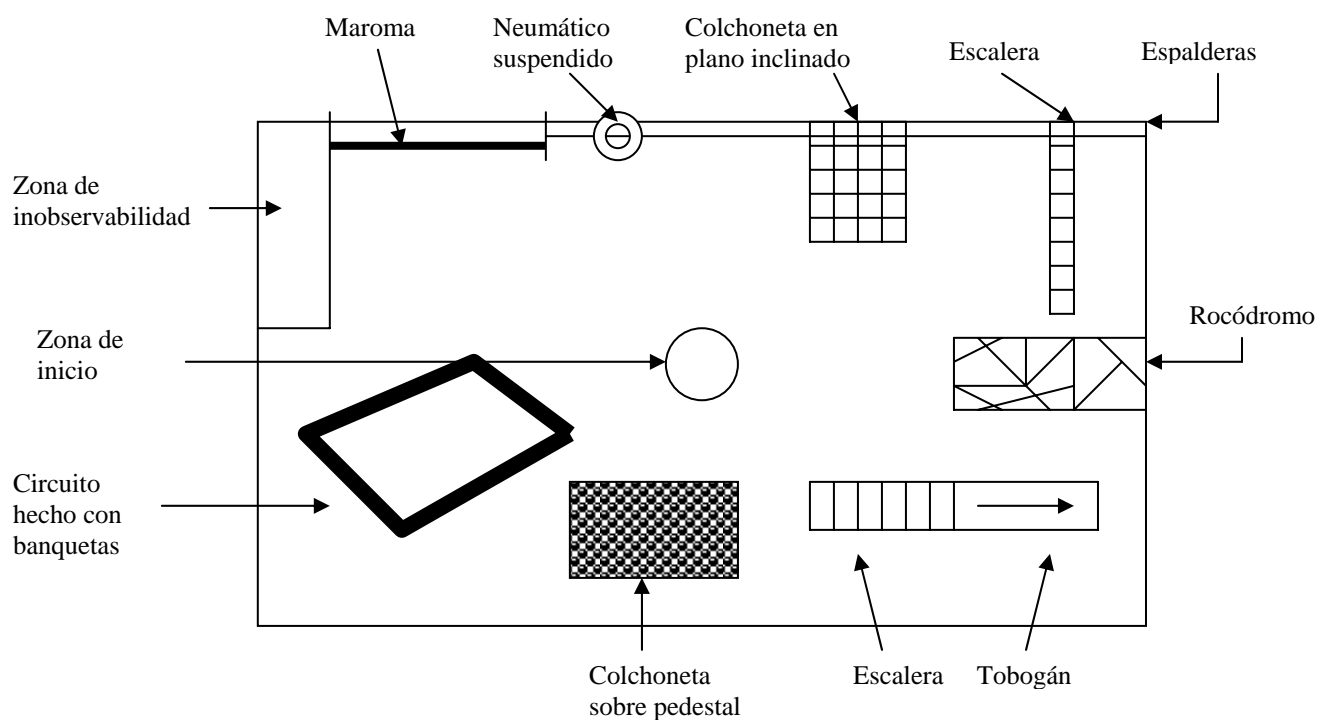 Maroma
Neumático
suspendido
Colchoneta en
plano inclinado
Escalera
Espalderas
Zona de
inobservabilidad
Rocódromo
Zona de
inicio
Circuito
hecho con
banquetas
Colchoneta
sobre pedestal
Escalera
Tobogán